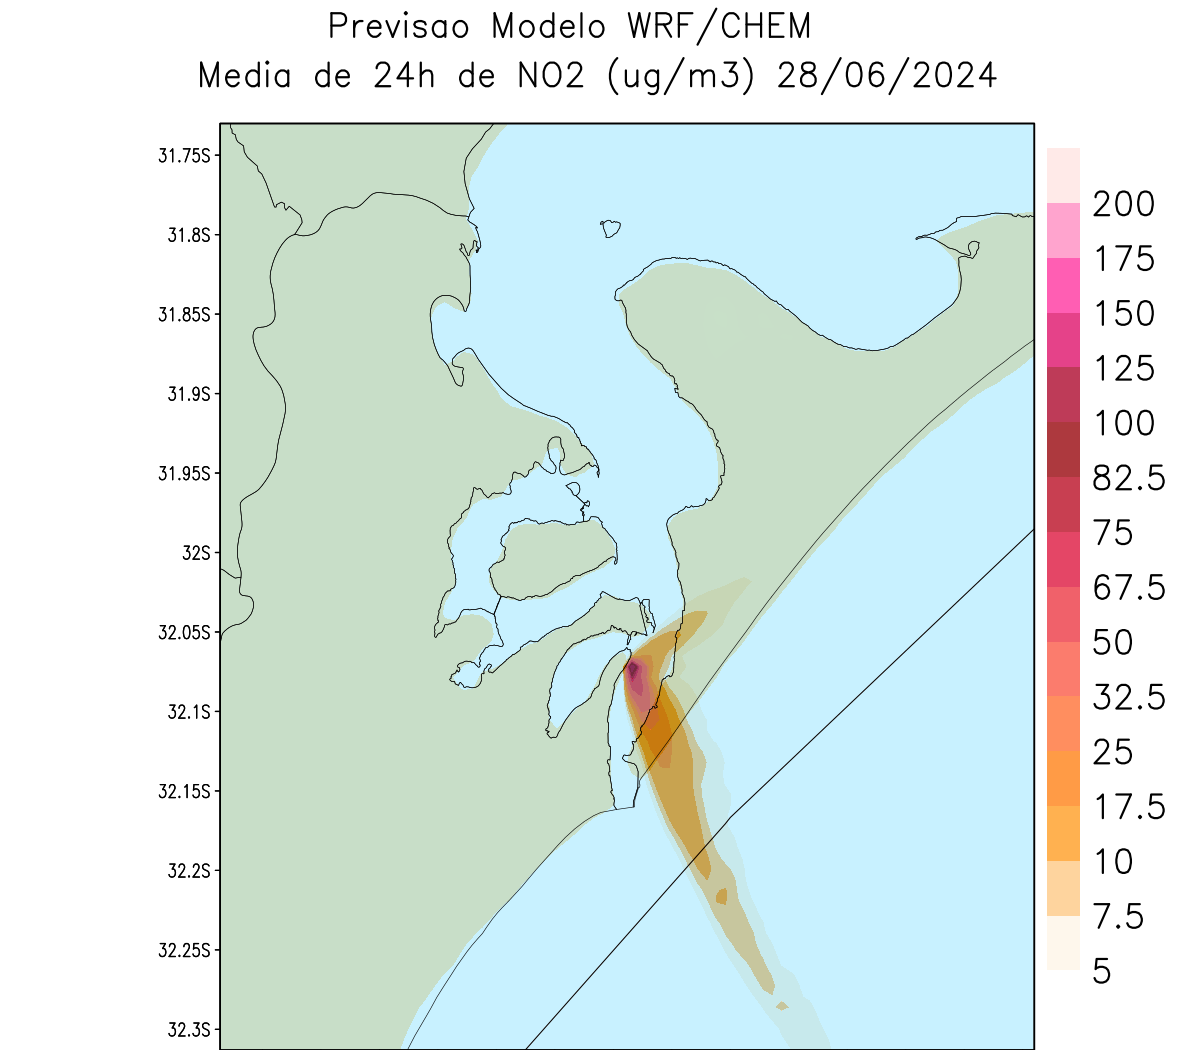 Previsao Modelo WRF/CHEM
Media de 24h de NO2 (ug/m3) 28/06/2024
31.75S
31.8S
31.85S
31.9S
31.95S
32S
32.05S
32.1S
32.15S
32.2S
32.25S
32.3S
200
175
150
125
100
82.5
75
67.5
50
32.5
25
17.5
10
7.5
5